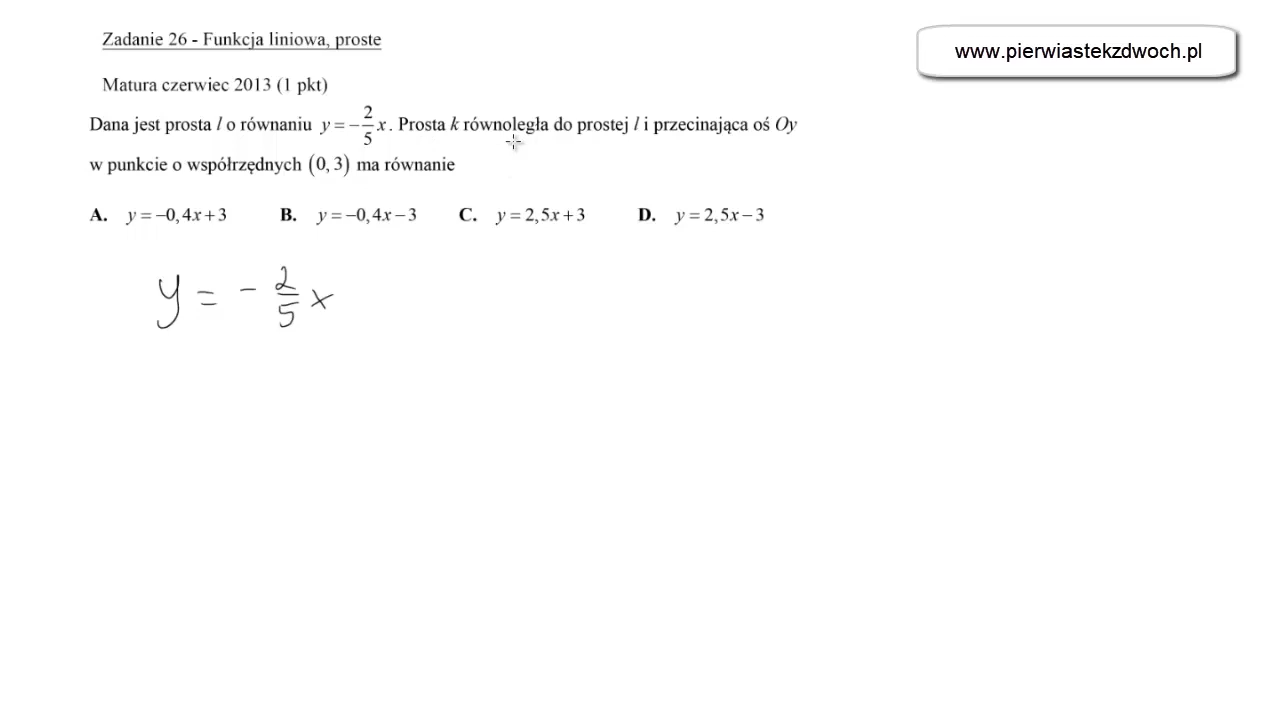 Zadanie 26 - Funkcja liniowa, proste
www.pierwiastekzdwoch.pl
Matura czerwiec 2013 (1 pkt)
Dana jest prosta l o równaniu y = −2/5 x. Prosta k równoległa do prostej l i przecinająca oś Oy
w punkcie o współrzędnych (0, 3) ma równanie
A. y = −0,4x + 3 B. y = −0,4x − 3 C. y = 2,5x + 3 D. y = 2,5x − 3
y = - 2/5 x